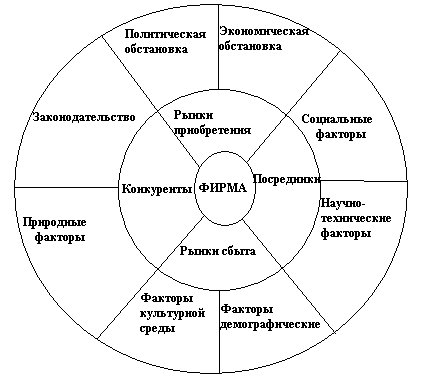 Политическая
обстановка
Экономическая
обстановка
Законодательство
Рынки
приобретения
Социальные
факторы
Конкуренты
ФИРМА
Посредники
Природные
факторы
Научно-
технические
факторы
Рынки сбыта
Факторы
культурной
среды
Факторы
демографические